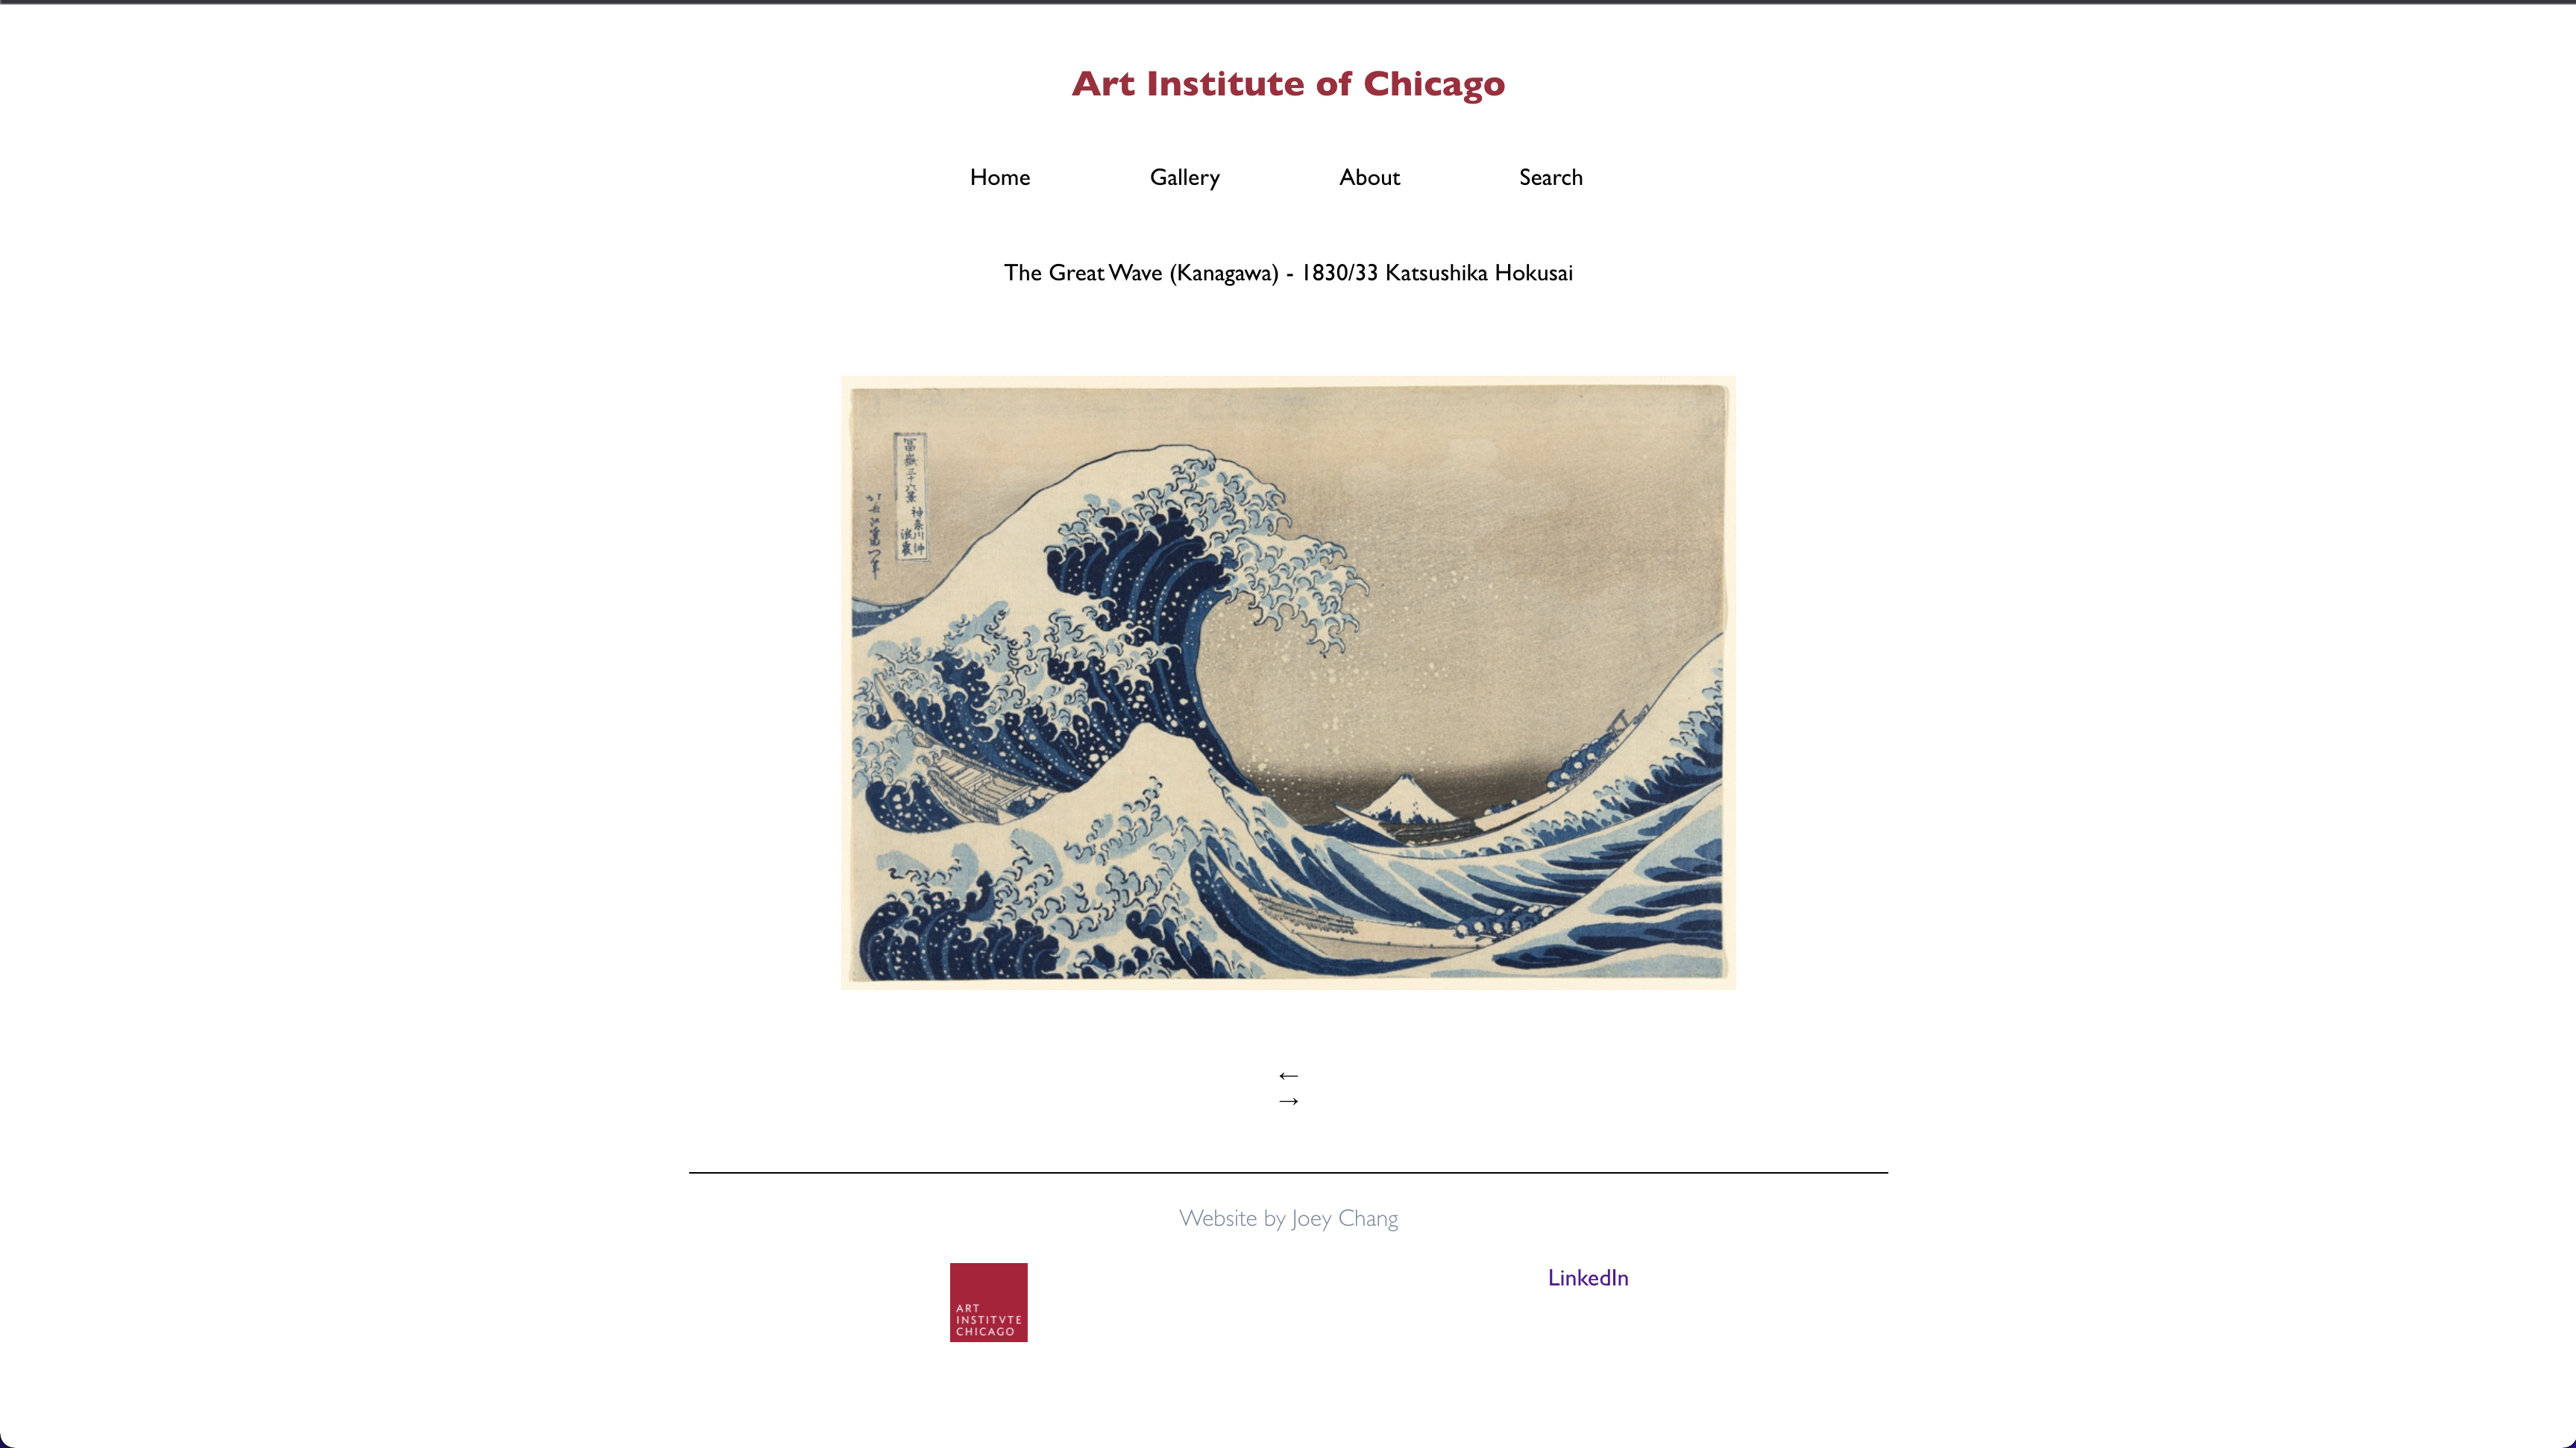 Art Institute of Chicago
Home Gallery About Search
The Great Wave (Kanagawa) - 1830/33 Katsushika Hokusai
冨嶽三十六景 神奈川沖
浪裏
←
→
Website by Joey Chang
ART
INSTITVTE
CHICAGO
LinkedIn